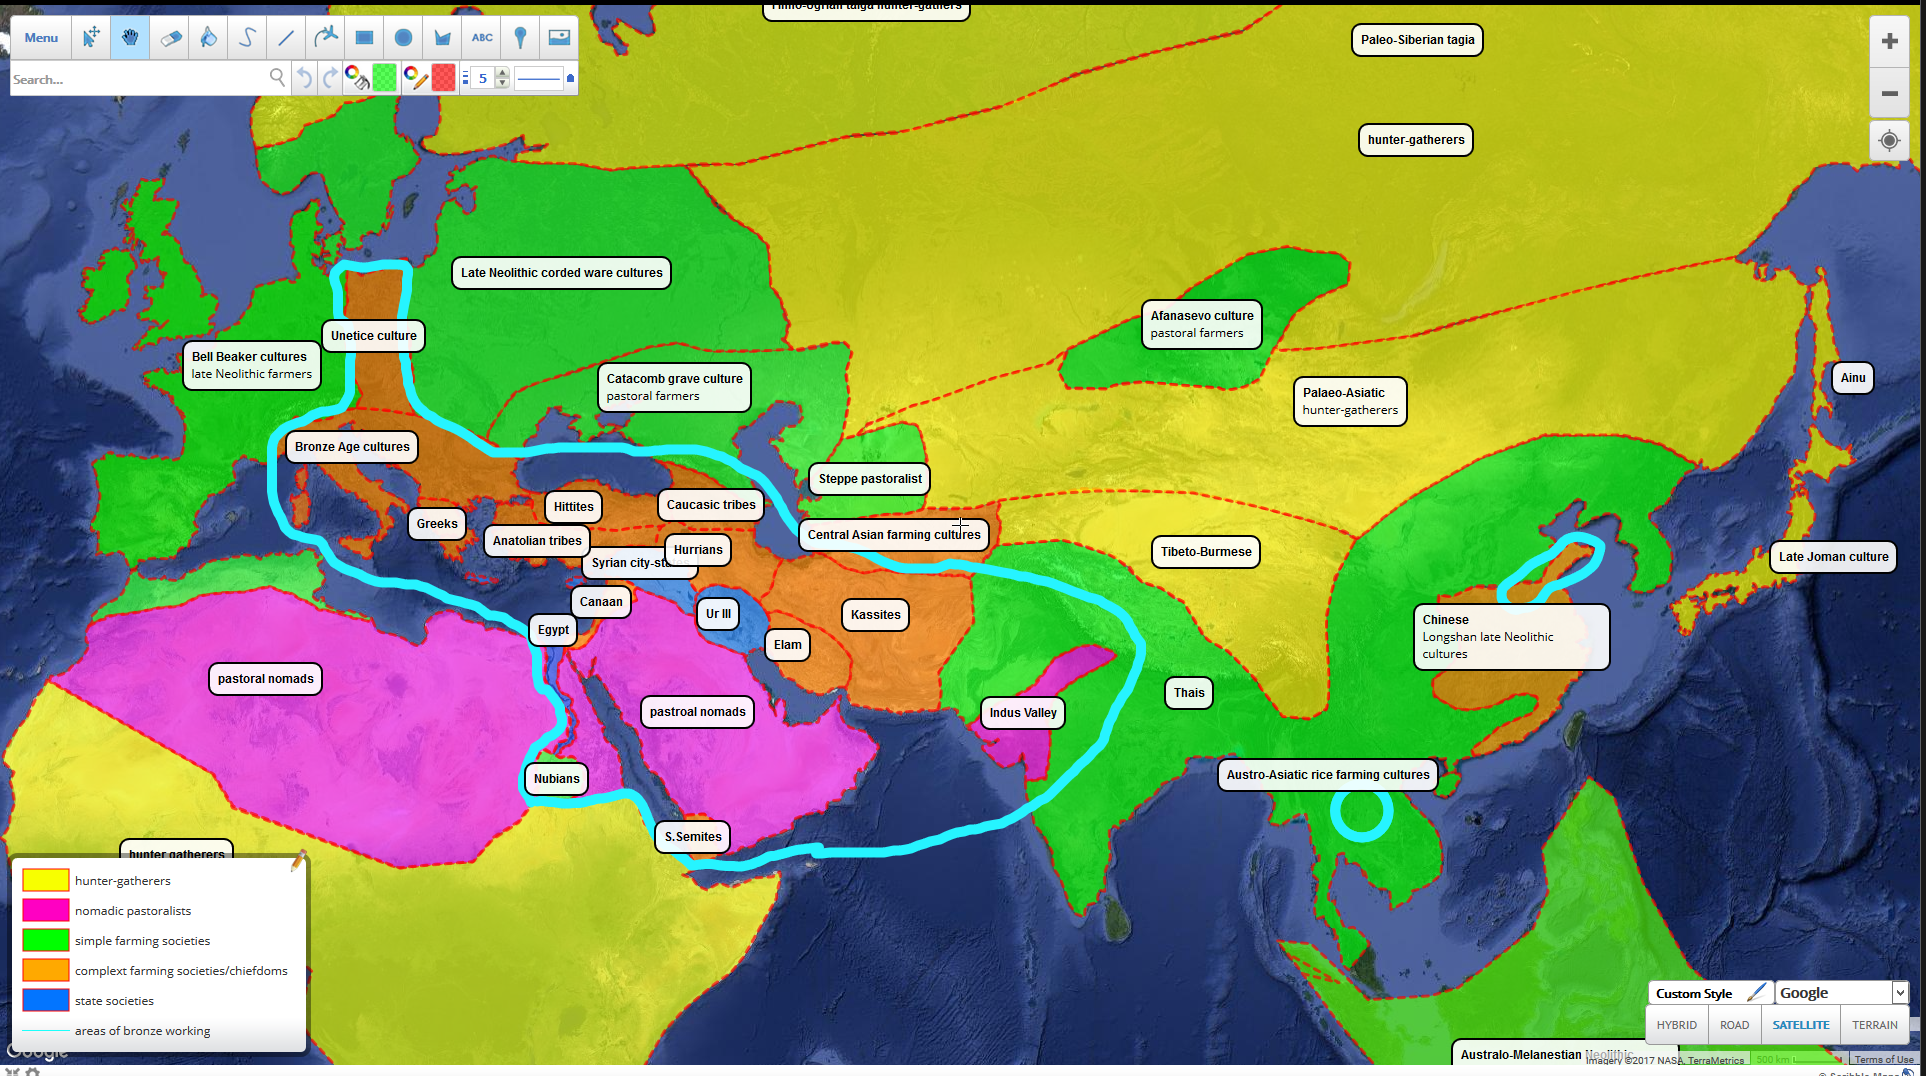 Finno-Ugrian taiga hunter-gathers
Menu
ABC
Search...
5
Paleo-Siberian tagia
hunter-gatherers
Late Neolithic corded ware cultures
Unetice culture
Bell Beaker cultures
late Neolithic farmers
Catacomb grave culture
pastoral farmers
Afanasevo culture
pastoral farmers
Palaeo-Asiatic
hunter-gatherers
Ainu
Bronze Age cultures
Steppe pastoralist
Hittites
Caucasic tribes
Greeks
Anatolian tribes
Hurrians
Central Asian farming cultures
Tibeto-Burmese
Late Joman culture
Syrian city-sta
Canaan
Ur III
Kassites
Egypt
Elam
Chinese
Longshan late Neolithic
cultures
pastoral nomads
pastroal nomads
Indus Valley
Thais
Nubians
Austro-Asiatic rice farming cultures
S.Semites
hunter gatherers
hunter-gatherers
nomadic pastoralists
simple farming societies
complext farming societies/chiefdoms
state societies
areas of bronze working
Google
Custom Style
Google
HYBRID
ROAD
SATELLITE
TERRAIN
Australo-Melanestian Neolithic
Imagery ©2017 NASA, TerraMetrics
500 km
Terms of Use
© Scribble Maps